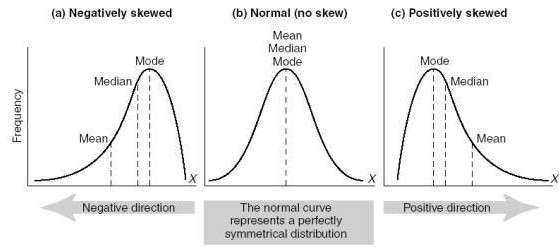 (a) Negatively skewed
(b) Normal (no skew)
(c) Positively skewed
Frequency
Mode
Median
Mean
X
Negative direction
Mean
Median
Mode
X
The normal curve
represents a perfectly
symmetrical distribution
Mode
Median
Mean
X
Positive direction